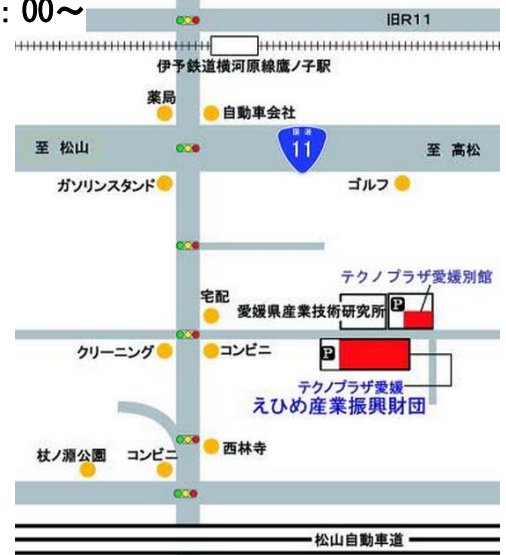 ：00～
旧R11
伊予鉄道横河原線鷹ノ子駅
薬局
自動車会社
国道
11
至 松山
至 高松
ガソリンスタンド
ゴルフ
テクノプラザ愛媛別館
宅配
愛媛県産業技術研究所
P
クリーニング
コンビニ
P
テクノプラザ愛媛
えひめ産業振興財団
杖ノ淵公園
コンビニ
西林寺
松山自動車道